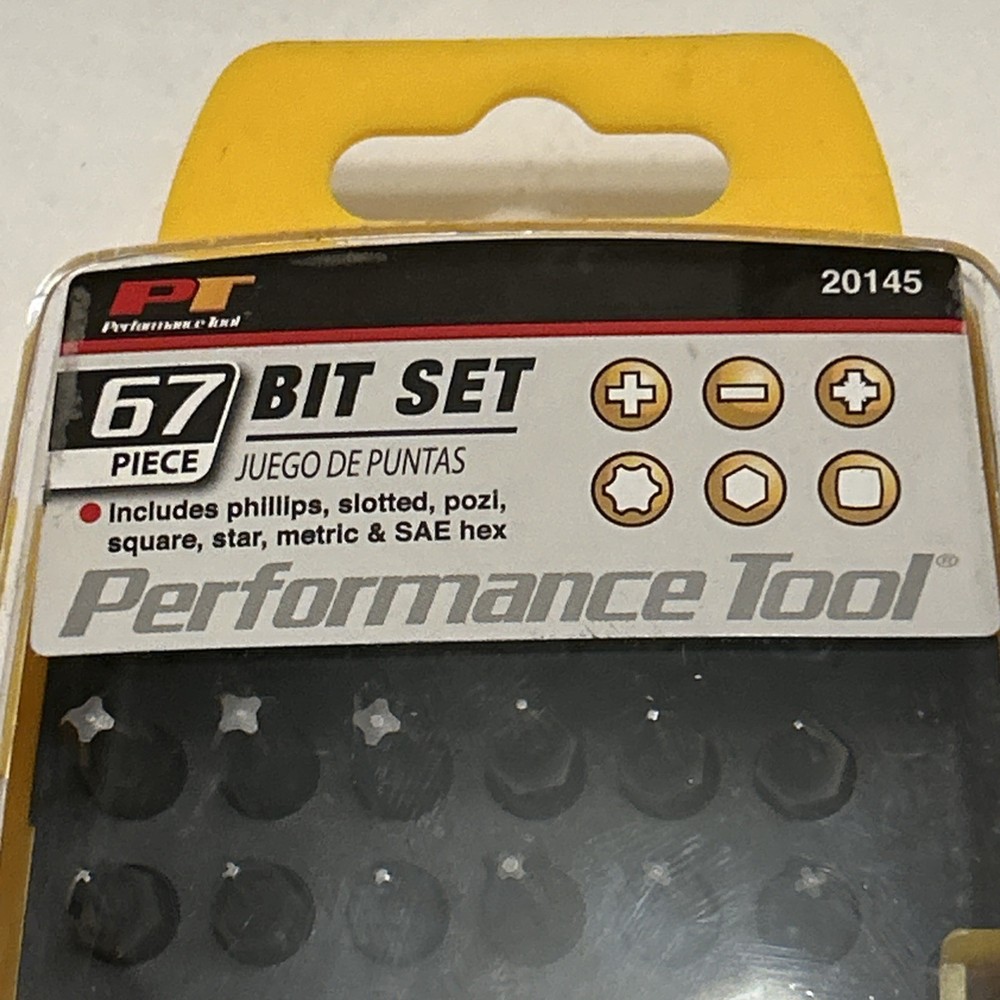 PT
Performance Tool
20145
67
PIECE
BIT SET
JUEGO DE PUNTAS
Includes phillips, slotted, pozi,
square, star, metric & SAE hex
Performance Tool®